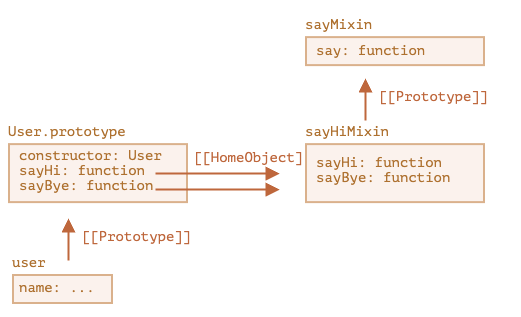 sayMixin
say: function
[[Prototype]]
User.prototype
constructor: User
sayHi: function
sayBye: function
[[HomeObject]
sayHiMixin
sayHi: function
sayBye: function
[[Prototype]]
user
name: ...